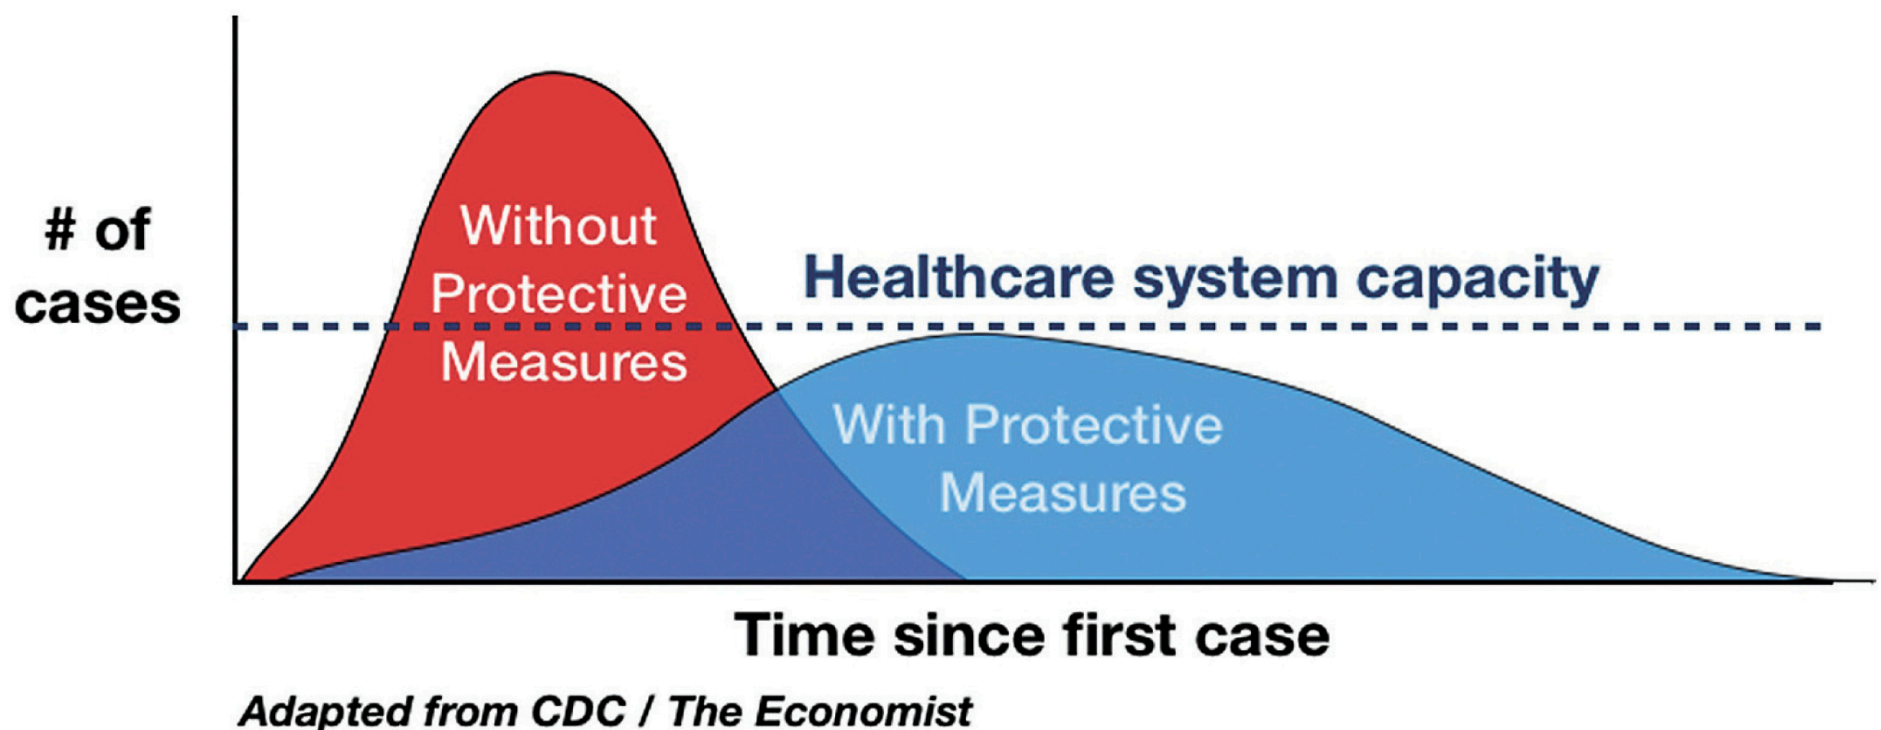 # of
cases
Without
Protective
Measures
Healthcare system capacity
With Protective
Measures
Time since first case
Adapted from CDC / The Economist